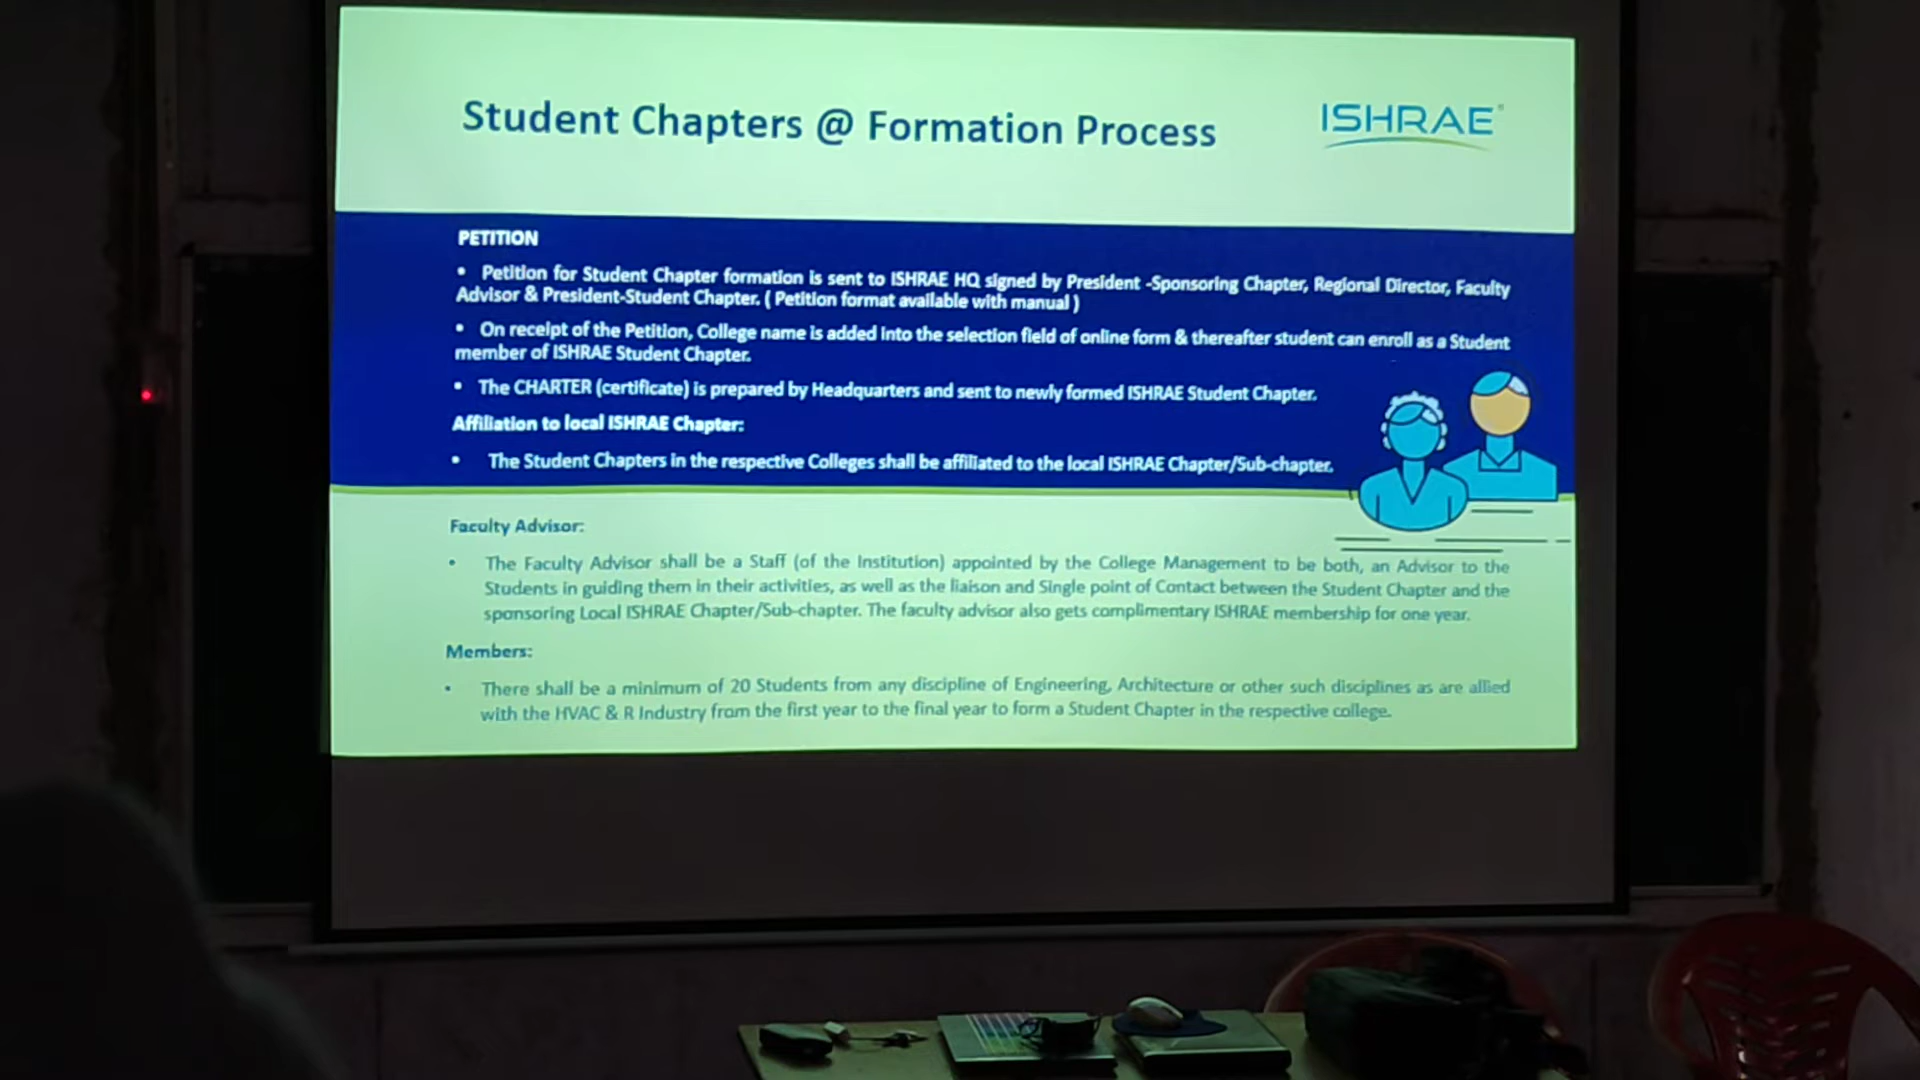 Student Chapters @ Formation Process
ISHRAE
PETITION
• Petition for Student Chapter formation is sent to ISHRAE HQ signed by President -Sponsoring Chapter, Regional Director, Faculty
Advisor & President-Student Chapter. ( Petition format available with manual )
• On receipt of the Petition, College name is added into the selection field of online form & thereafter student can enroll as a Student
member of ISHRAE Student Chapter.
• The CHARTER (certificate) is prepared by Headquarters and sent to newly formed ISHRAE Student Chapter.
Affiliation to local ISHRAE Chapter:
• The Student Chapters in the respective Colleges shall be affiliated to the local ISHRAE Chapter/Sub-chapter.
Faculty Advisor:
• The Faculty Advisor shall be a Staff (of the Institution) appointed by the College Management to be both, an Advisor to the
Students in guiding them in their activities, as well as the liaison and Single point of Contact between the Student Chapter and the
sponsoring Local ISHRAE Chapter/Sub-chapter. The faculty advisor also gets complimentary ISHRAE membership for one year.
Members:
• There shall be a minimum of 20 Students from any discipline of Engineering, Architecture or other such disciplines as are allied
with the HVAC & R Industry from the first year to the final year to form a Student Chapter in the respective college.